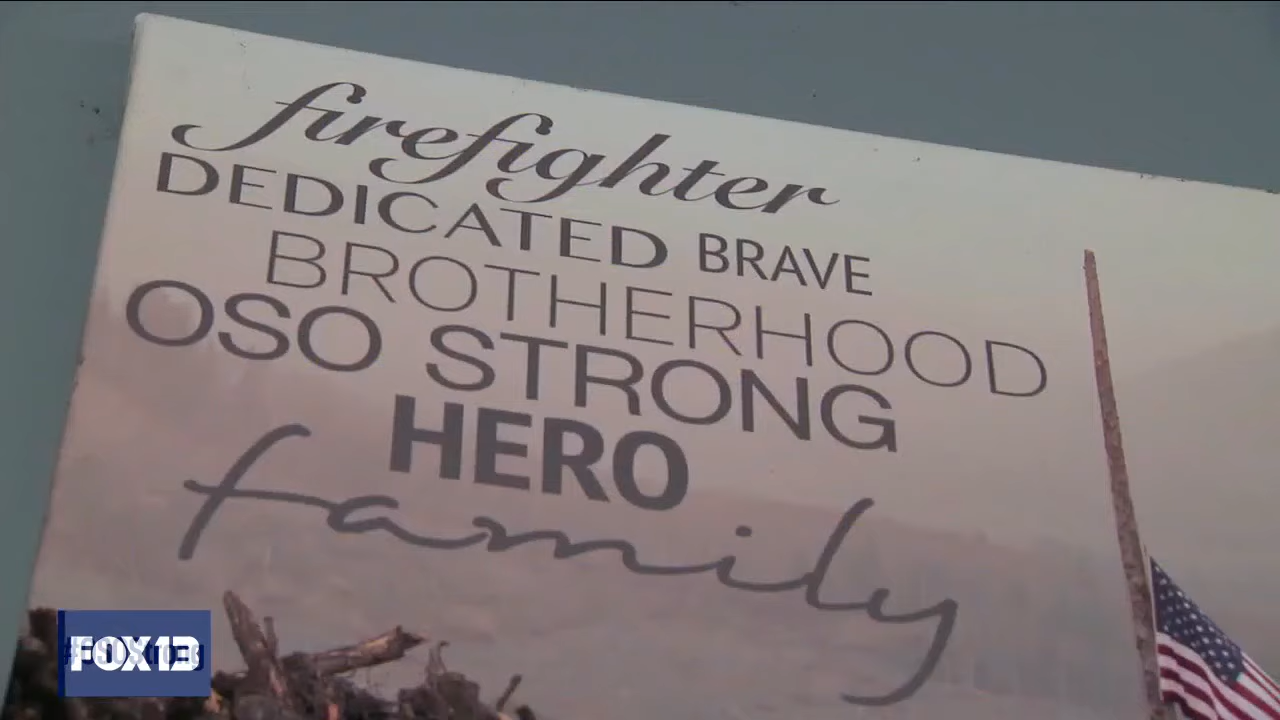 firefighter
DEDICATED BRAVE
BROTHERHOOD
OSO STRONG
HERO
family
FOX 13